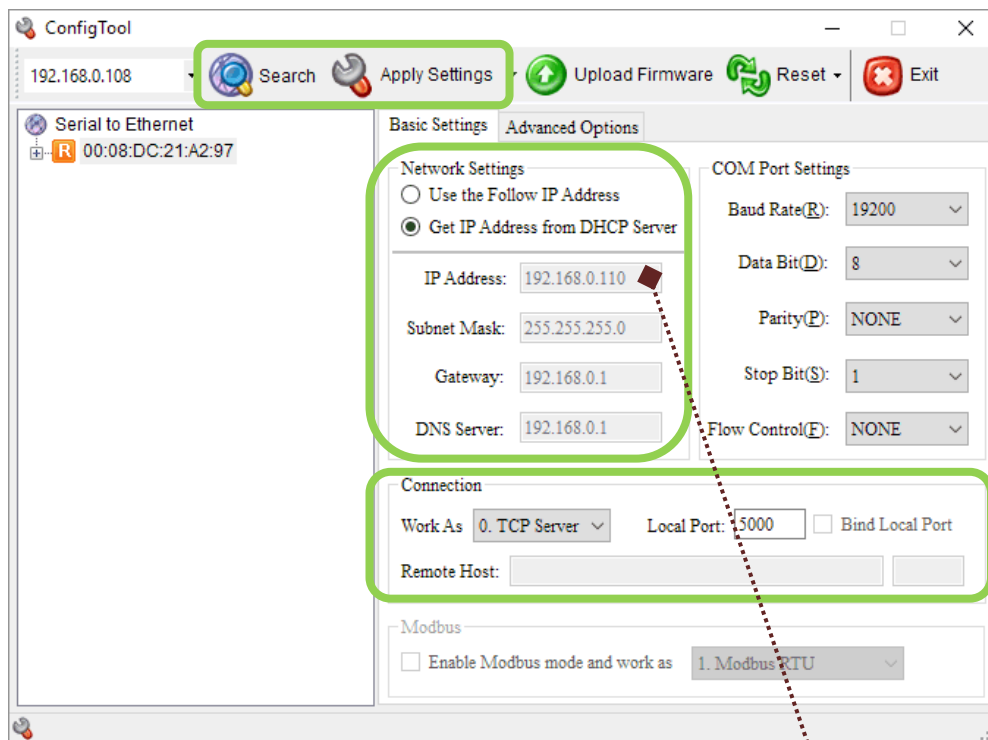 ConfigTool
192.168.0.108 Search Apply Settings Upload Firmware Reset Exit
Serial to Ethernet
R 00:08:DC:21:A2:97
Basic Settings Advanced Options
Network Settings
Use the Follow IP Address
Get IP Address from DHCP Server
IP Address: 192.168.0.110
Subnet Mask: 255.255.255.0
Gateway: 192.168.0.1
DNS Server: 192.168.0.1
COM Port Settings
Baud Rate(R): 19200
Data Bit(D): 8
Parity(P): NONE
Stop Bit(S): 1
Flow Control(F): NONE
Connection
Work As 0. TCP Server Local Port: 5000 Bind Local Port
Remote Host:
Modbus
Enable Modbus mode and work as 1. Modbus RTU